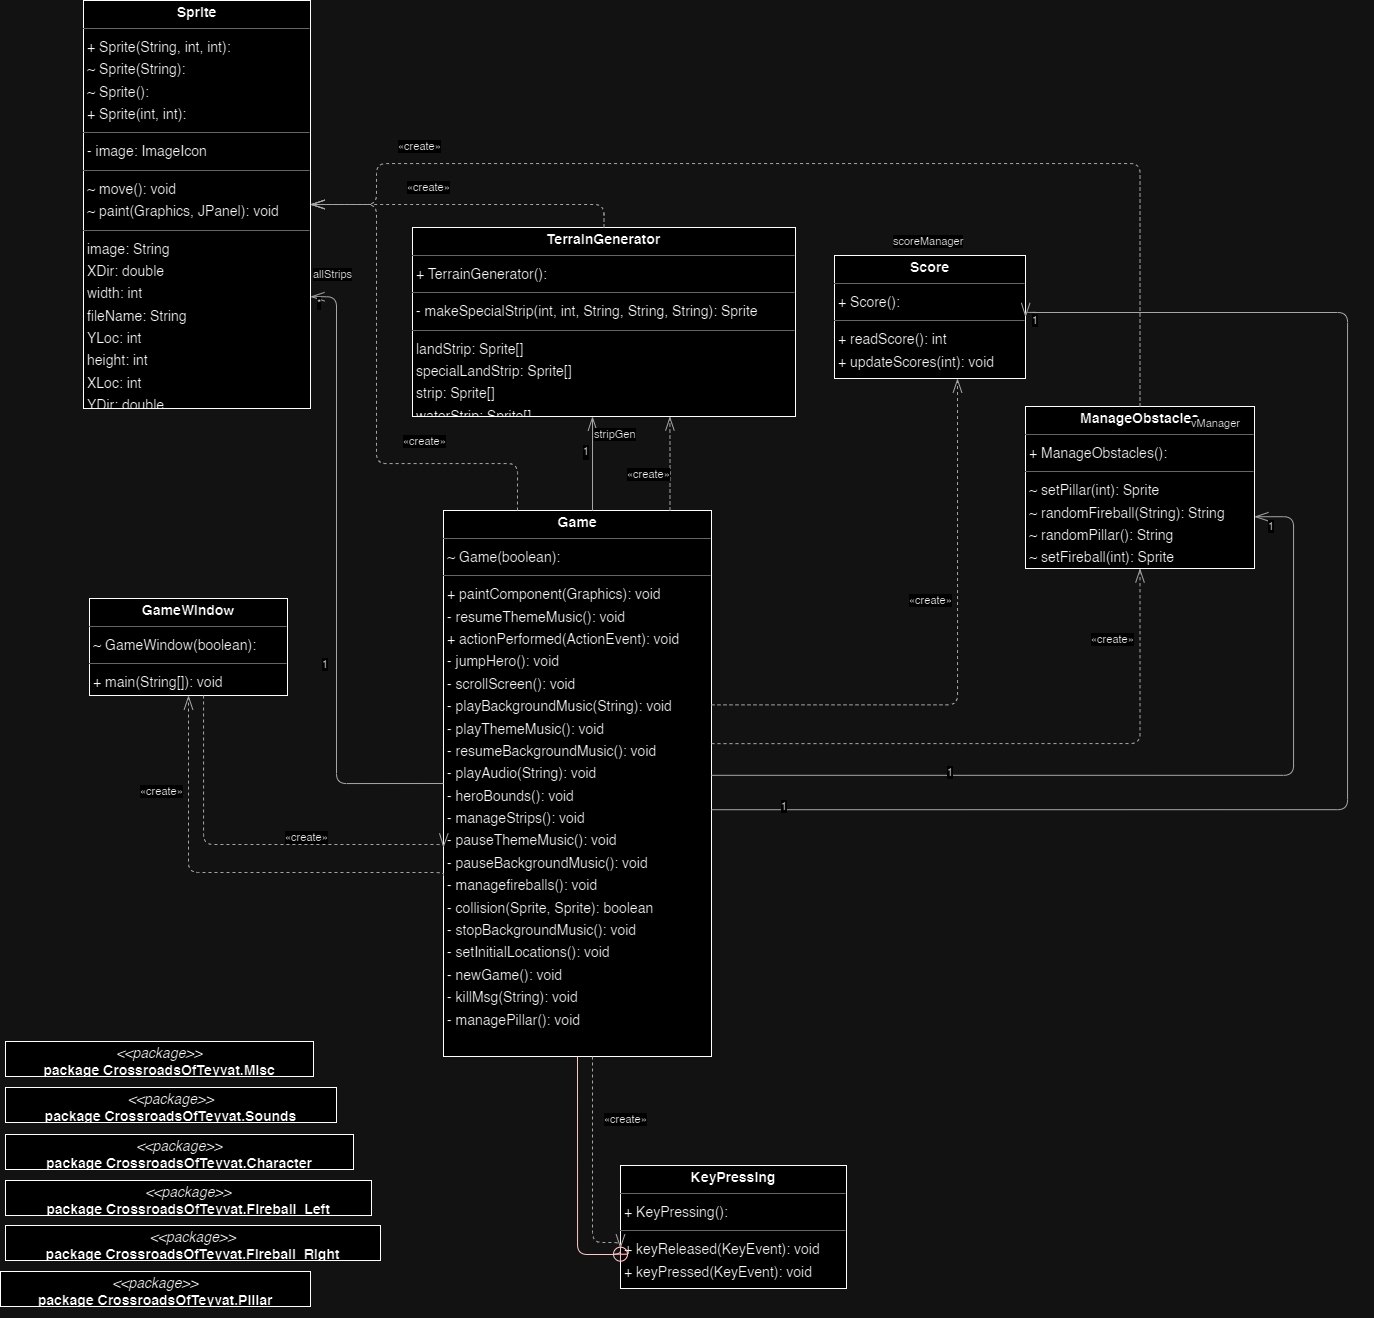 Sprite
+ Sprite(String, int, int):
~ Sprite(String):
~ Sprite():
+ Sprite(int, int):
- image: ImageIcon
~ move(): void
~ paint(Graphics, JPanel): void
image: String
XDir: double
width: int
fileName: String
YLoc: int
height: int
XLoc: int
YDir: double
«create»
«create»
allStrips
*
TerrainGenerator
+ TerrainGenerator():
- makeSpecialStrip(int, int, String, String, String): Sprite
landStrip: Sprite[]
specialLandStrip: Sprite[]
strip: Sprite[]
waterStrip: Sprite[]
scoreManager
Score
+ Score():
+ readScore(): int
+ updateScores(int): void
1
ManageObstacles
vManager
+ ManageObstacles():
~ setPillar(int): Sprite
~ randomFireball(String): String
~ randomPillar(): String
~ setFireball(int): Sprite
1
«create»
stripGen
1
«create»
Game
~ Game(boolean):
+ paintComponent(Graphics): void
- resumeThemeMusic(): void
+ actionPerformed(ActionEvent): void
- jumpHero(): void
- scrollScreen(): void
- playBackgroundMusic(String): void
- playThemeMusic(): void
- resumeBackgroundMusic(): void
- playAudio(String): void
- heroBounds(): void
- manageStrips(): void
- pauseThemeMusic(): void
- pauseBackgroundMusic(): void
- managefireballs(): void
- collision(Sprite, Sprite): boolean
- stopBackgroundMusic(): void
- setInitialLocations(): void
- newGame(): void
- killMsg(String): void
- managePillar(): void
«create»
«create»
1
1
GameWindow
~ GameWindow(boolean):
+ main(String[]): void
1
«create»
«create»
«create»
KeyPressing
+ KeyPressing():
+ keyReleased(KeyEvent): void
+ keyPressed(KeyEvent): void
<<package>>
package CrossroadsOfTeyvat.Misc
<<package>>
package CrossroadsOfTeyvat.Sounds
<<package>>
package CrossroadsOfTeyvat.Character
<<package>>
package CrossroadsOfTeyvat.Fireball_Left
<<package>>
package CrossroadsOfTeyvat.Fireball_Right
<<package>>
package CrossroadsOfTeyvat.Pillar